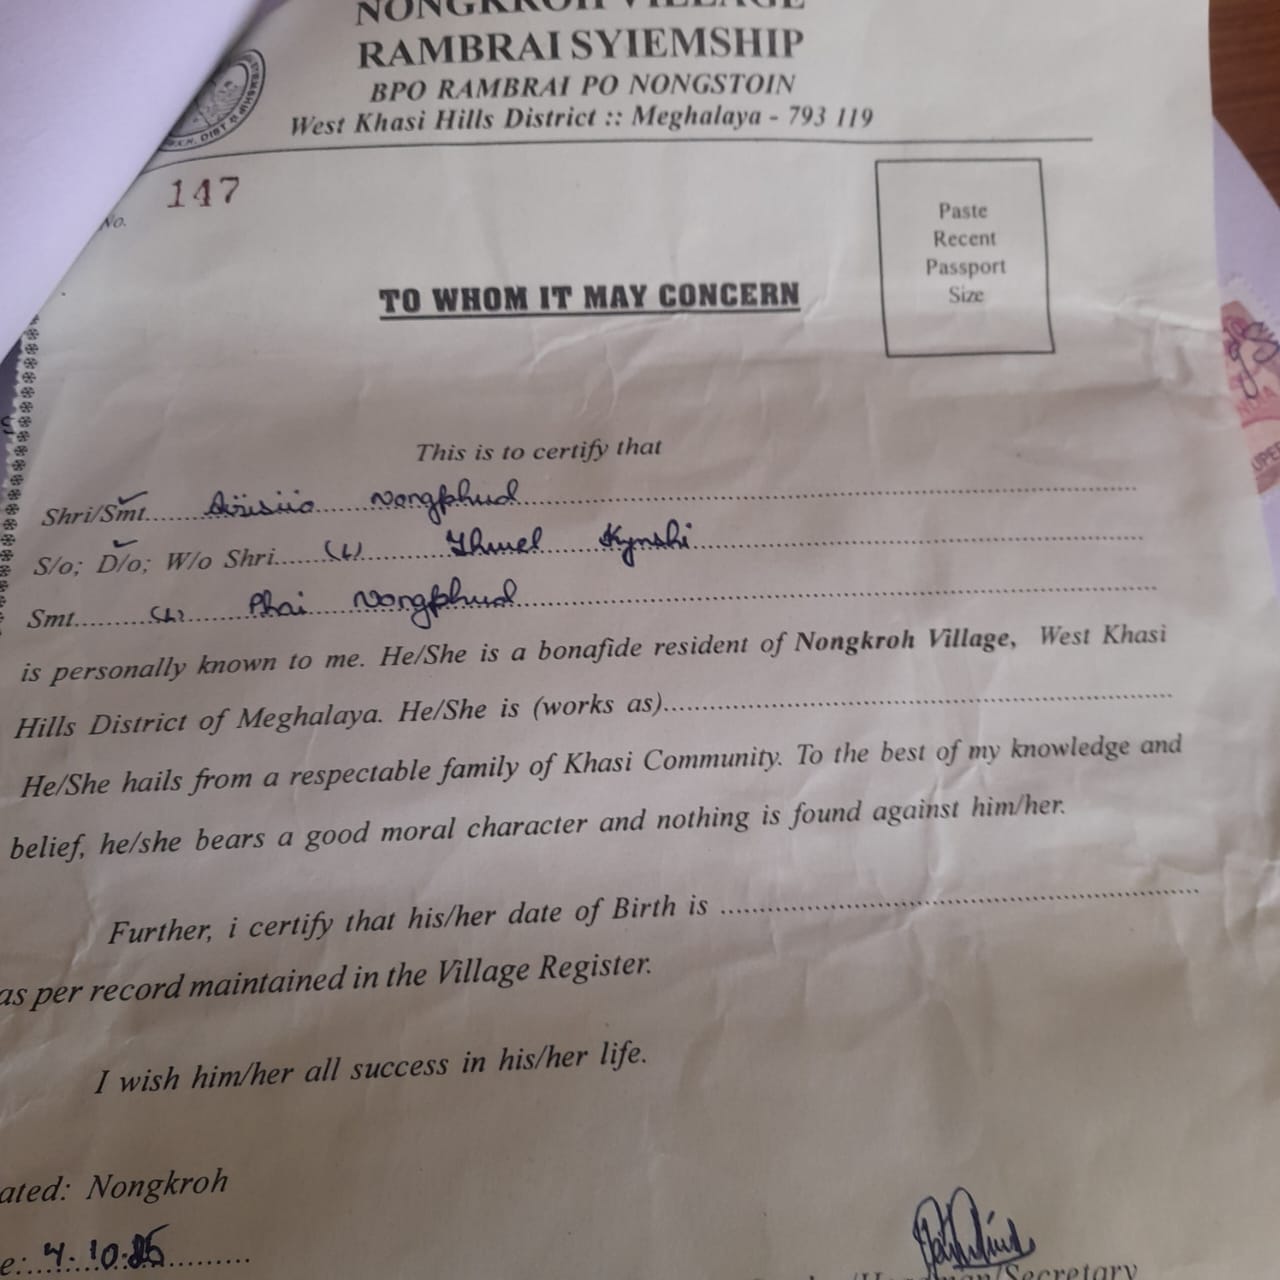 NONGKROH VILLAGE
RAMBRAI SYIEMSHIP
BPO RAMBRAI PO NONGSTOIN
West Khasi Hills District :: Meghalaya - 793 119
No. 147
Paste
Recent
Passport
Size
TO WHOM IT MAY CONCERN
This is to certify that
Shri/Smt. Nongphud
S/o; D/o; W/o Shri (L) Kynshi
Smt (L) Phai Nongphud
is personally known to me. He/She is a bonafide resident of Nongkroh Village, West Khasi
Hills District of Meghalaya. He/She is (works as)
He/She hails from a respectable family of Khasi Community. To the best of my knowledge and
belief, he/she bears a good moral character and nothing is found against him/her.
Further, i certify that his/her date of Birth is
as per record maintained in the Village Register.
I wish him/her all success in his/her life.
ated: Nongkroh
e: 4.10.
/Secretary